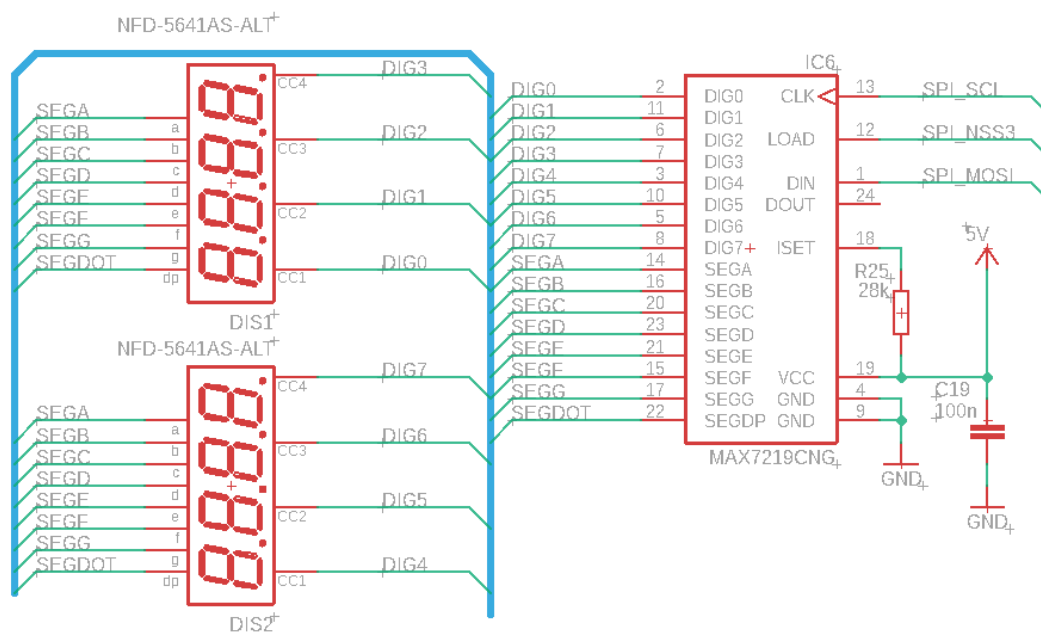 NFD-5641AS-ALT
SEGA
SEGB
SEGC
SEGD
SEGE
SEGF
SEGG
SEGDOT
a
b
c
d
e
f
g
dp
CC4
CC3
CC2
CC1
DIG3
DIG2
DIG1
DIG0
DIS1
NFD-5641AS-ALT
SEGA
SEGB
SEGC
SEGD
SEGE
SEGF
SEGG
SEGDOT
a
b
c
d
e
f
g
dp
CC4
CC3
CC2
CC1
DIG7
DIG6
DIG5
DIG4
DIS2
IC6
DIG0 2 DIG0
DIG1 11 DIG1
DIG2 6 DIG2
DIG3 7 DIG3
DIG4 3 DIG4
DIG5 10 DIG5
DIG6 5 DIG6
DIG7 8 DIG7
SEGA 14 SEGA
SEGB 16 SEGB
SEGC 20 SEGC
SEGD 23 SEGD
SEGE 21 SEGE
SEGF 15 SEGF
SEGG 17 SEGG
SEGDOT 22 SEGDP
CLK 13 SPI_SCL
LOAD 12 SPI_NSS3
DIN 1 SPI_MOSI
DOUT 24
ISET 18
VCC 19
GND 4
GND 9
MAX7219CNG
5V
R25
28k
C19
100n
GND
GND